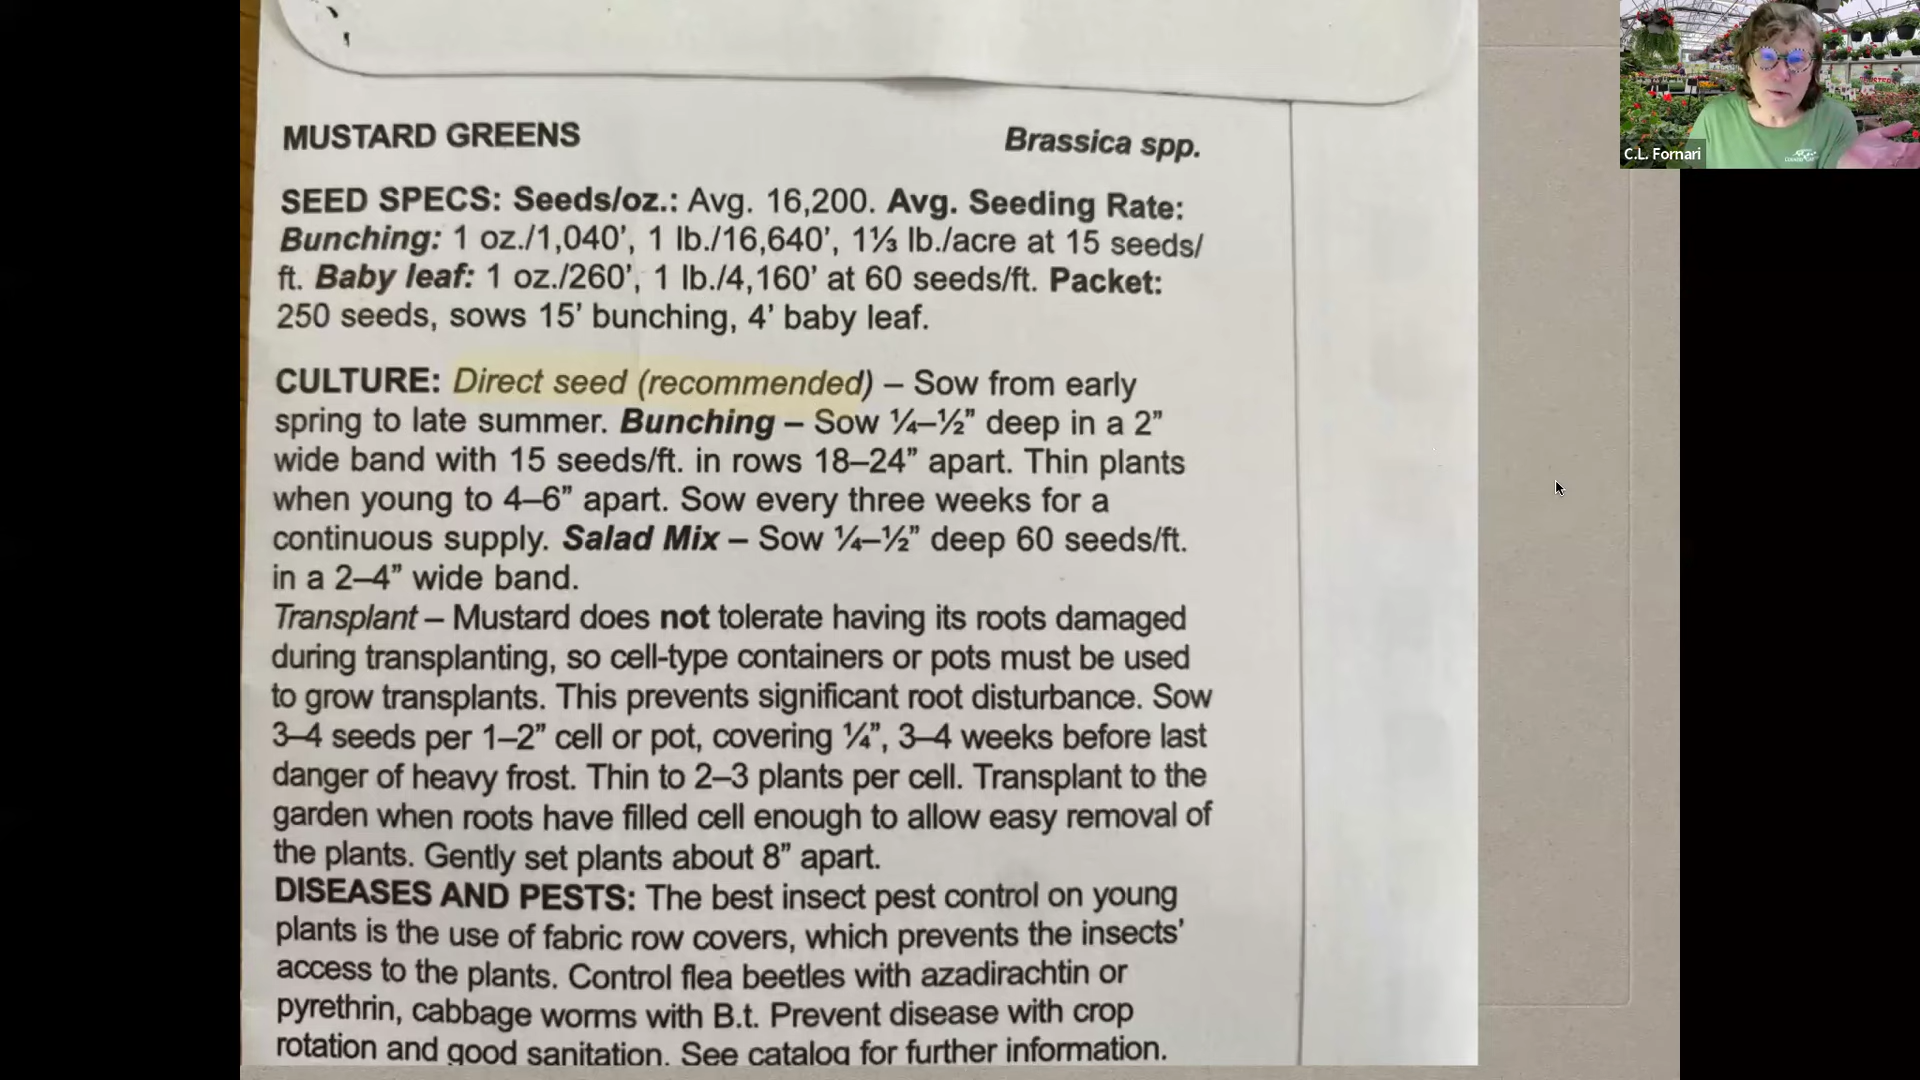 MUSTARD GREENS Brassica spp.
SEED SPECS: Seeds/oz.: Avg. 16,200. Avg. Seeding Rate:
Bunching: 1 oz./1,040’, 1 lb./16,640’, 1⅓ lb./acre at 15 seeds/
ft. Baby leaf: 1 oz./260’, 1 lb./4,160’ at 60 seeds/ft. Packet:
250 seeds, sows 15’ bunching, 4’ baby leaf.
CULTURE: Direct seed (recommended) – Sow from early
spring to late summer. Bunching – Sow ¼–½” deep in a 2”
wide band with 15 seeds/ft. in rows 18–24” apart. Thin plants
when young to 4–6” apart. Sow every three weeks for a
continuous supply. Salad Mix – Sow ¼–½” deep 60 seeds/ft.
in a 2–4” wide band.
Transplant – Mustard does not tolerate having its roots damaged
during transplanting, so cell-type containers or pots must be used
to grow transplants. This prevents significant root disturbance. Sow
3–4 seeds per 1–2” cell or pot, covering ¼”, 3–4 weeks before last
danger of heavy frost. Thin to 2–3 plants per cell. Transplant to the
garden when roots have filled cell enough to allow easy removal of
the plants. Gently set plants about 8” apart.
DISEASES AND PESTS: The best insect pest control on young
plants is the use of fabric row covers, which prevents the insects’
access to the plants. Control flea beetles with azadirachtin or
pyrethrin, cabbage worms with B.t. Prevent disease with crop
rotation and good sanitation. See catalog for further information.
C.L. Fornari